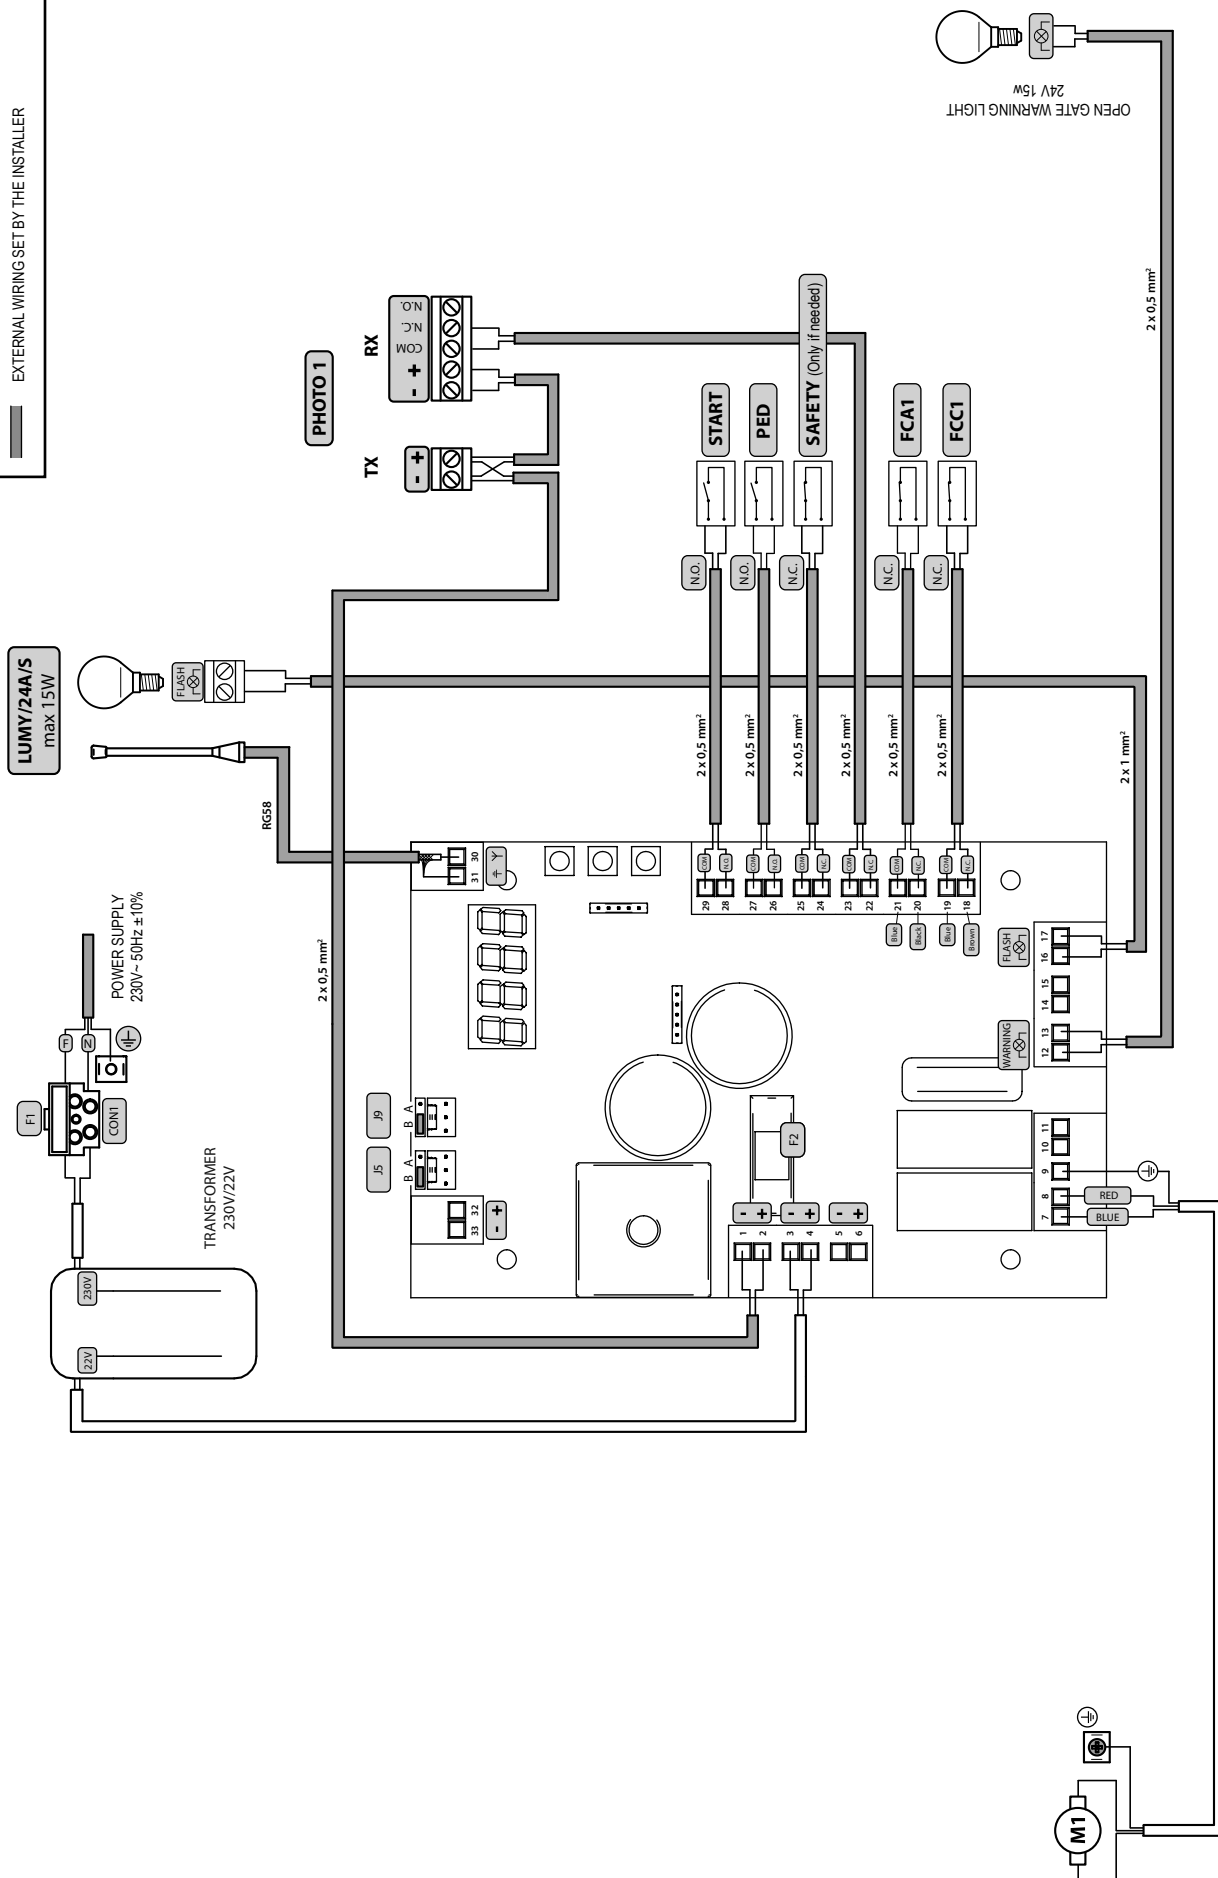 EXTERNAL WIRING SET BY THE INSTALLER
OPEN GATE WARNING LIGHT
24V 15w
LUMY/24A/S
max 15W
FLASH
RG58
POWER SUPPLY
230V~ 50Hz ±10%
F
N
F1
CON1
TRANSFORMER
230V/22V
230V
22V
PHOTO 1
TX
- +
RX
- + COM N.C. N.O.
START
PED
SAFETY (Only if needed)
FCA1
FCC1
N.O.
N.O.
N.C.
N.C.
N.C.
2 x 0,5 mm²
2 x 0,5 mm²
2 x 0,5 mm²
2 x 0,5 mm²
2 x 0,5 mm²
2 x 0,5 mm²
2 x 0,5 mm²
2 x 0,5 mm²
2 x 1 mm²
31 30
J5
B A
J9
B A
33 32
- +
29 COM
28 N.O.
27 COM
26 N.O.
25 COM
24 N.C.
23 COM
22 N.C.
Blue 21 COM
Black 20 N.C.
Blue 19 COM
Brown 18 N.C.
F2
1 -
2 +
3 -
4 +
5 -
6 +
FLASH
WARNING
7 8 9 10 11
12 13 14 15 16 17
RED
BLUE
M1